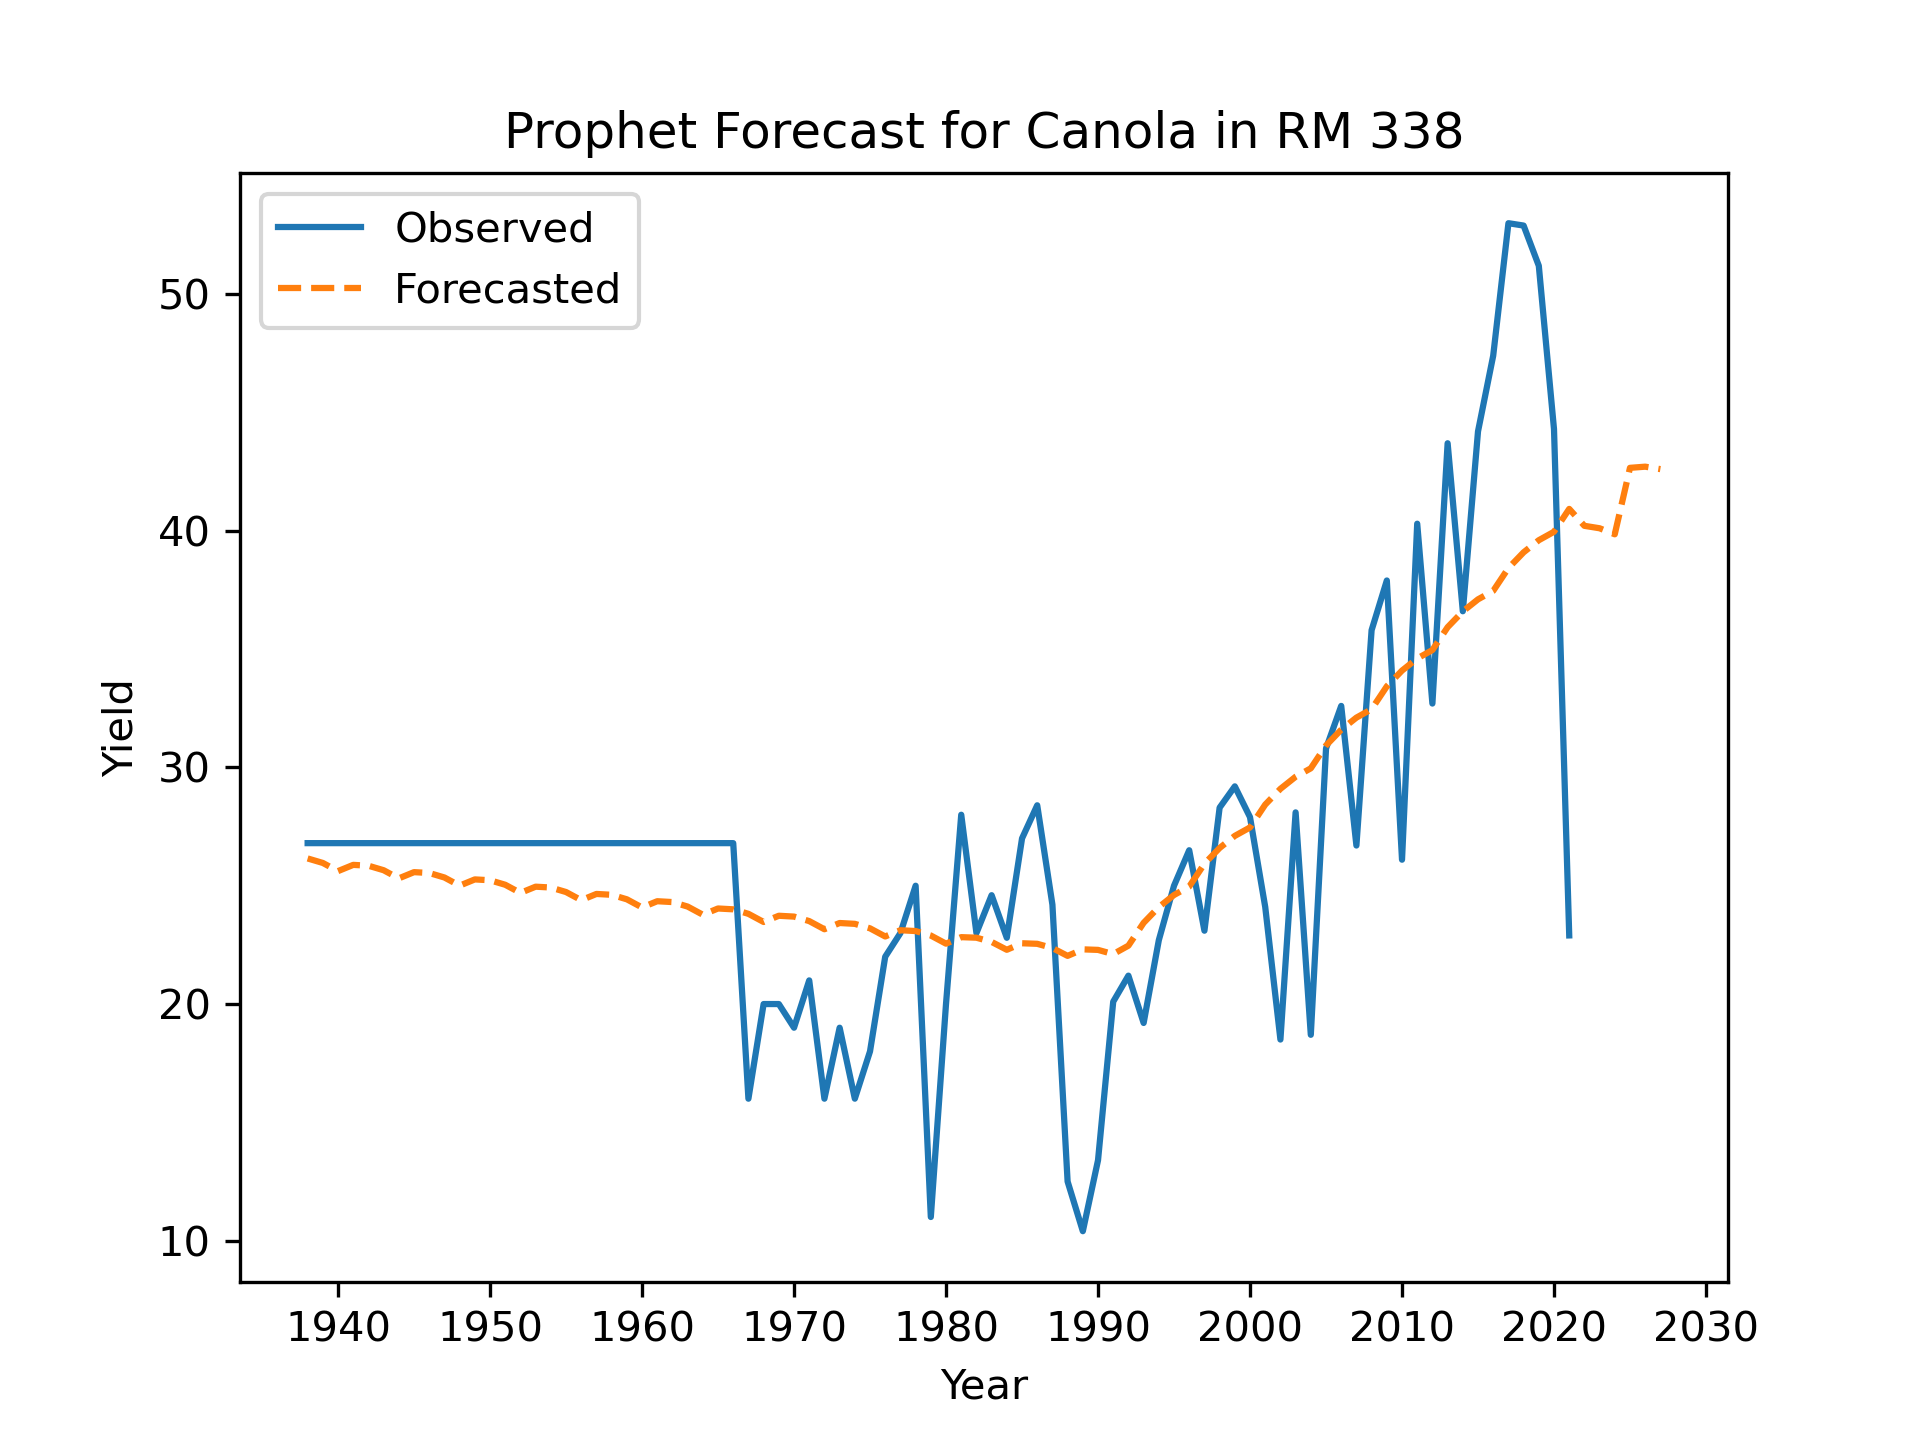 Prophet Forecast for Canola in RM 338
Observed
Forecasted
50
40
30
20
10
Yield
1940 1950 1960 1970 1980 1990 2000 2010 2020 2030
Year